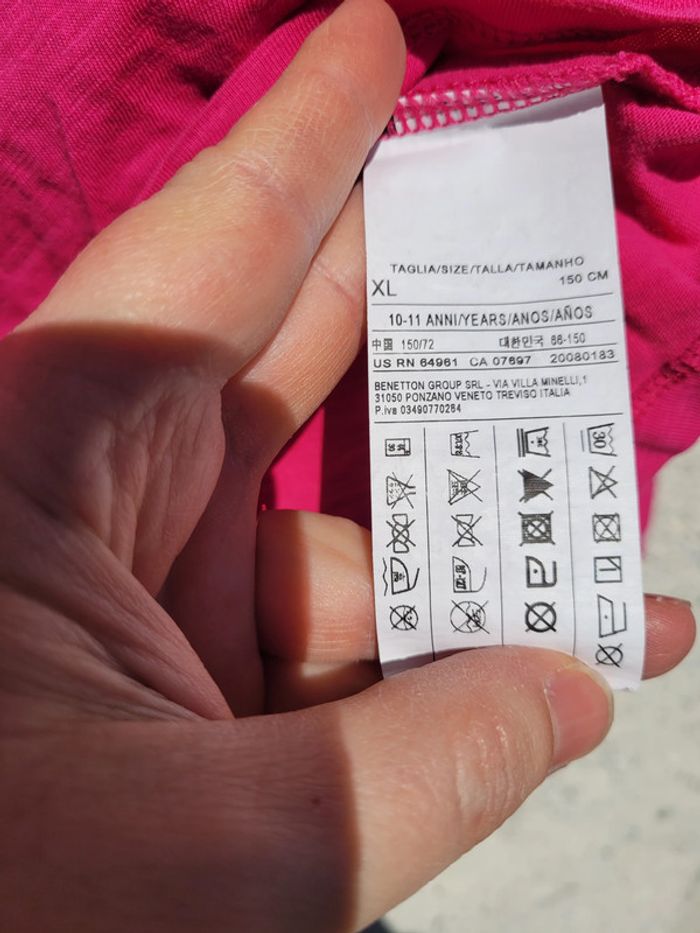 TAGLIA/SIZE/TALLA/TAMANHO
XL 150 CM
10-11 ANNI/YEARS/ANOS/AÑOS
中国 150/72 대한민국 66-150
US RN 64961 CA 07697 20080183
BENETTON GROUP SRL - VIA VILLA MINELLI,1
31050 PONZANO VENETO TREVISO ITALIA
P.iva 03490770264
30